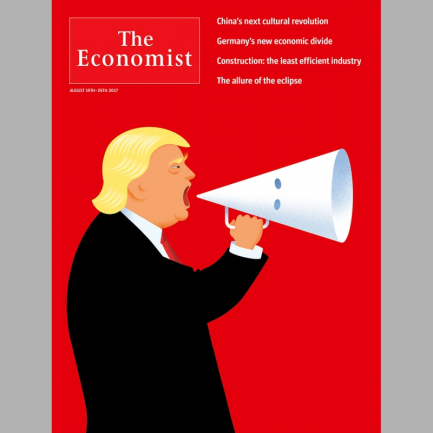 The
Economist
AUGUST 19TH–25TH 2017
China's next cultural revolution
Germany's new economic divide
Construction: the least efficient industry
The allure of the eclipse